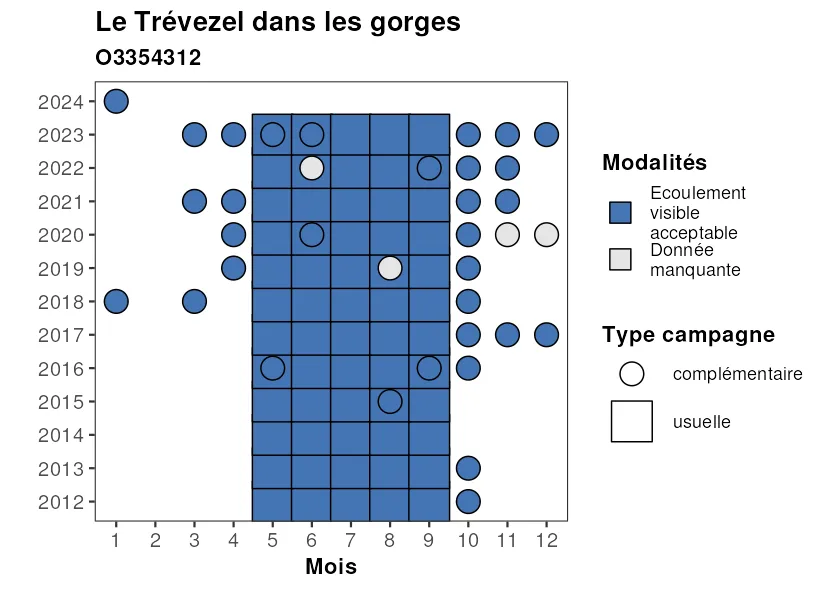 Le Trévezel dans les gorges
O3354312
2024
2023
2022
2021
2020
2019
2018
2017
2016
2015
2014
2013
2012
1 2 3 4 5 6 7 8 9 10 11 12
Mois
Modalités
Ecoulement
visible
acceptable
Donnée
manquante
Type campagne
complémentaire
usuelle